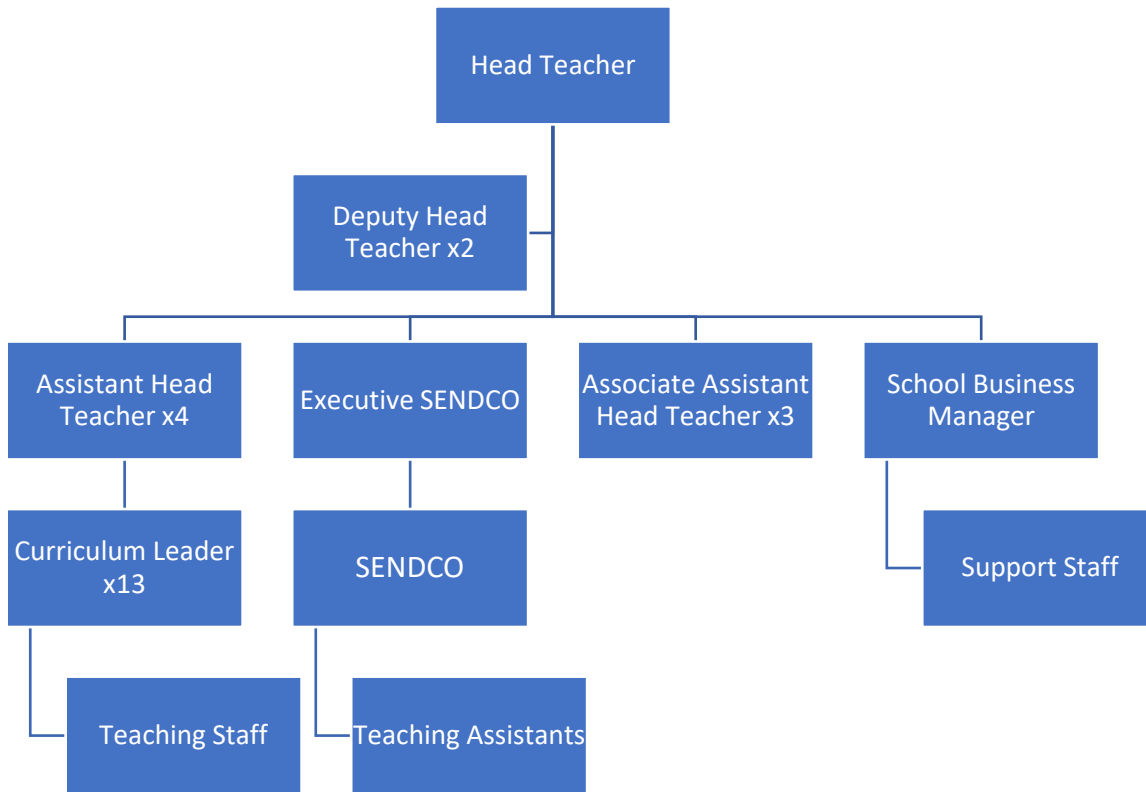 Head Teacher
Deputy Head
Teacher x2
Assistant Head
Teacher x4
Executive SENDCO
Associate Assistant
Head Teacher x3
School Business
Manager
Curriculum Leader
x13
SENDCO
Support Staff
Teaching Staff
Teaching Assistants